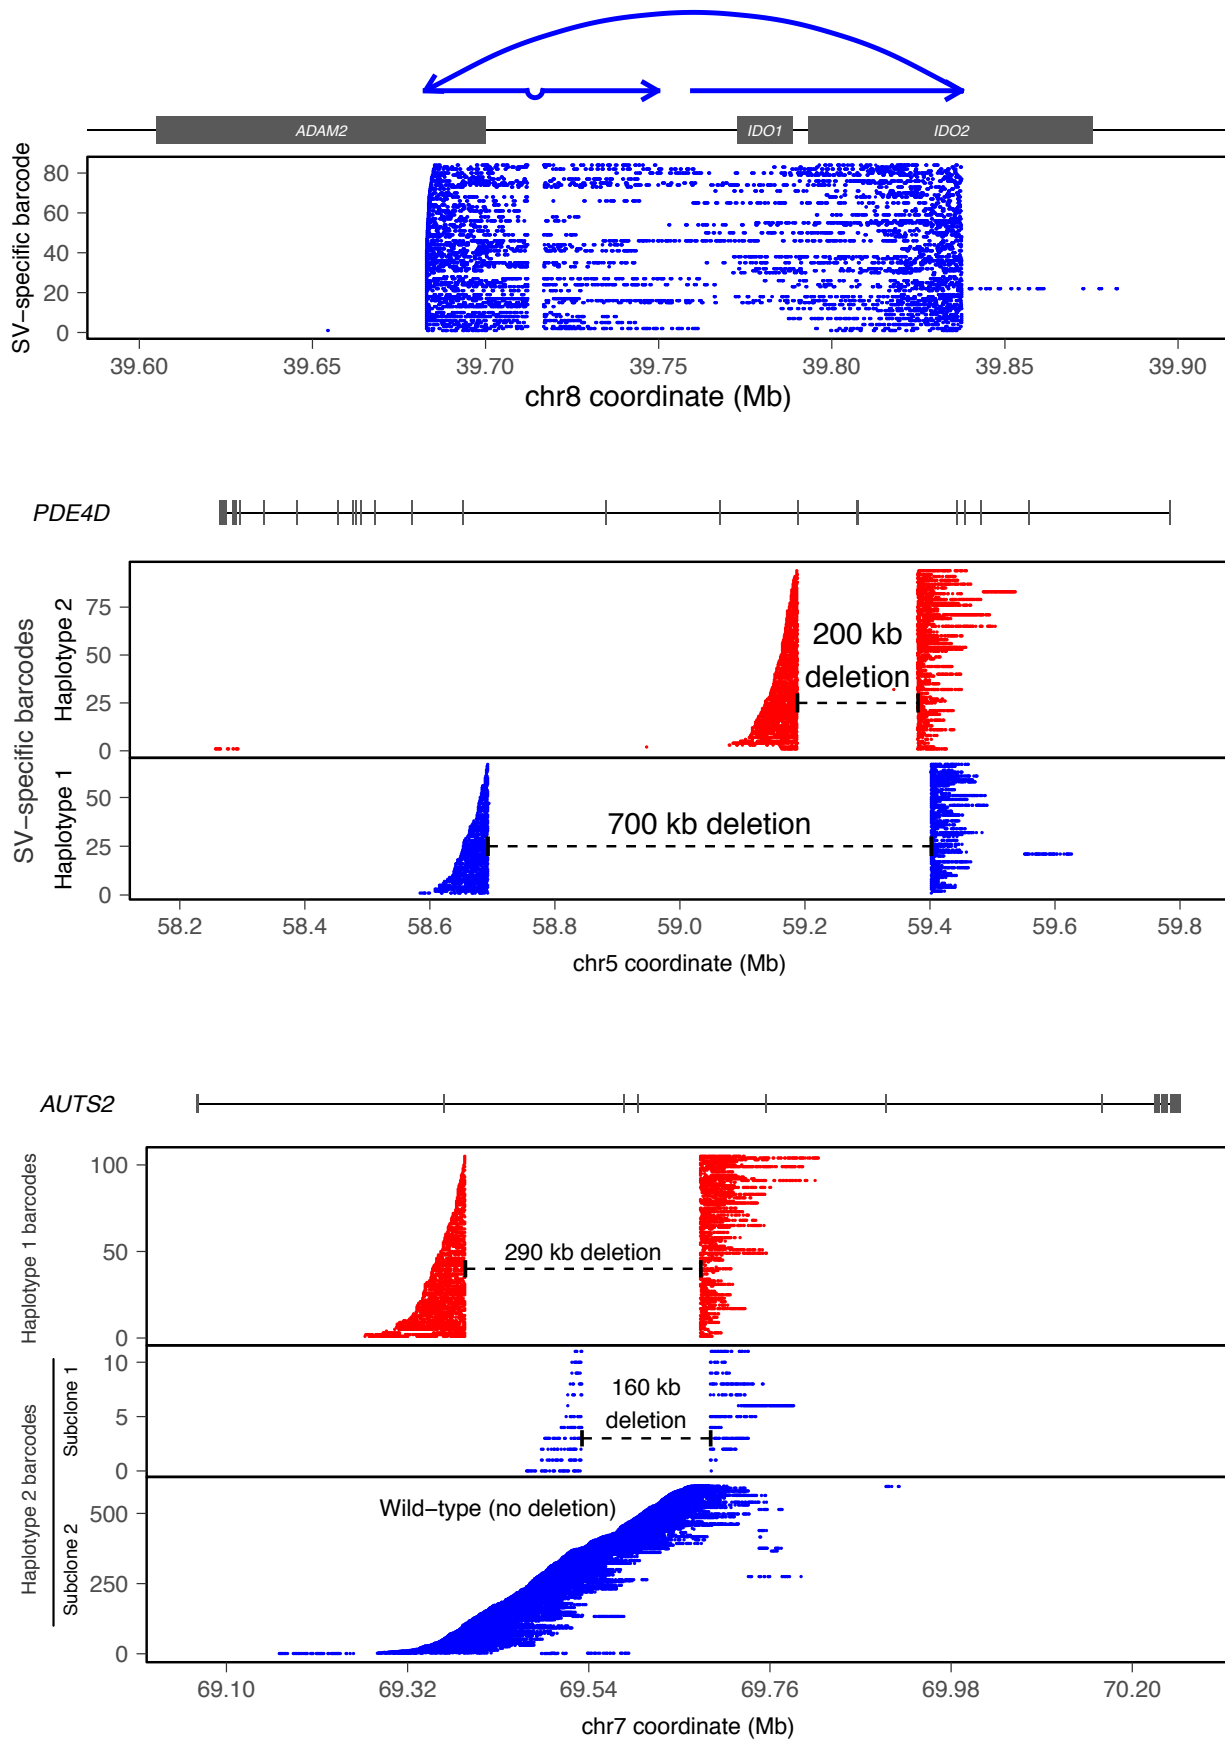 ADAM2 IDO1 IDO2
SV−specific barcode
80
60
40
20
0
39.60 39.65 39.70 39.75 39.80 39.85 39.90
chr8 coordinate (Mb)
PDE4D
SV−specific barcodes
Haplotype 2
75
50
25
0
200 kb
deletion
Haplotype 1
50
25
0
700 kb deletion
58.2 58.4 58.6 58.8 59.0 59.2 59.4 59.6 59.8
chr5 coordinate (Mb)
AUTS2
Haplotype 1 barcodes
100
50
0
290 kb deletion
Haplotype 2 barcodes
Subclone 1
10
5
0
160 kb
deletion
Subclone 2
500
250
0
Wild−type (no deletion)
69.10 69.32 69.54 69.76 69.98 70.20
chr7 coordinate (Mb)